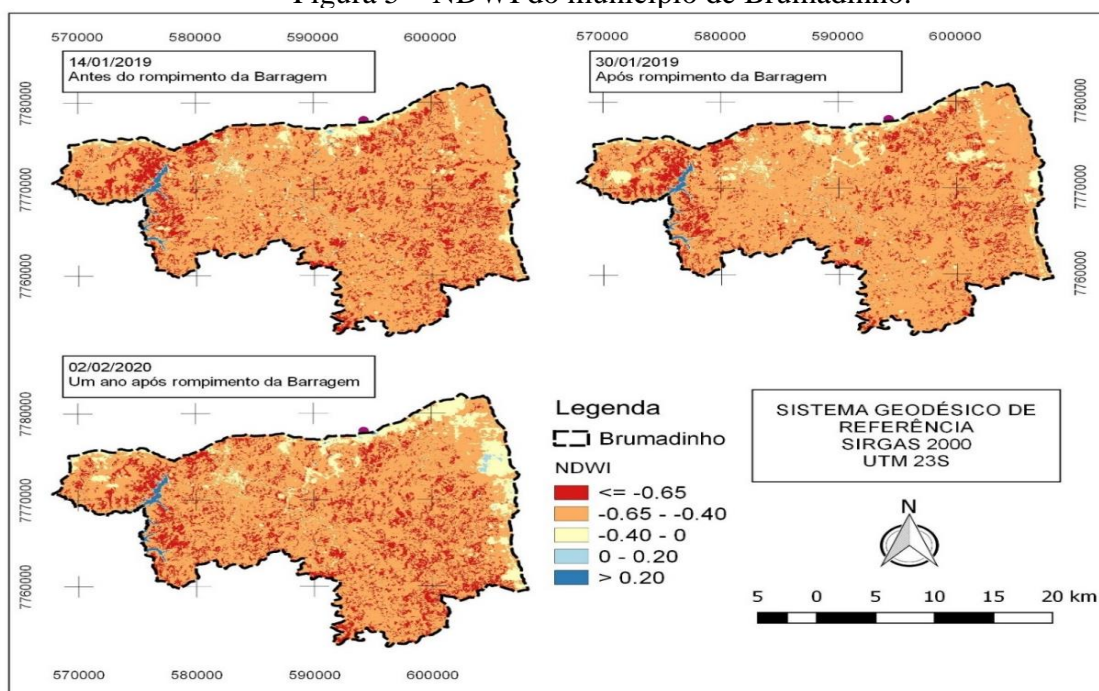 Figura 3 – NDWI do município de Brumadinho.
570000 580000 590000 600000
570000 580000 590000 600000
14/01/2019
Antes do rompimento da Barragem
30/01/2019
Após rompimento da Barragem
7780000
7770000
7760000
7780000
7770000
7760000
02/02/2020
Um ano após rompimento da Barragem
7780000
7770000
7760000
570000 580000 590000 600000
Legenda
Brumadinho
NDWI
<= -0.65
-0.65 - -0.40
-0.40 - 0
0 - 0.20
> 0.20
SISTEMA GEODÉSICO DE
REFERÊNCIA
SIRGAS 2000
UTM 23S
N
5 0 5 10 15 20 km